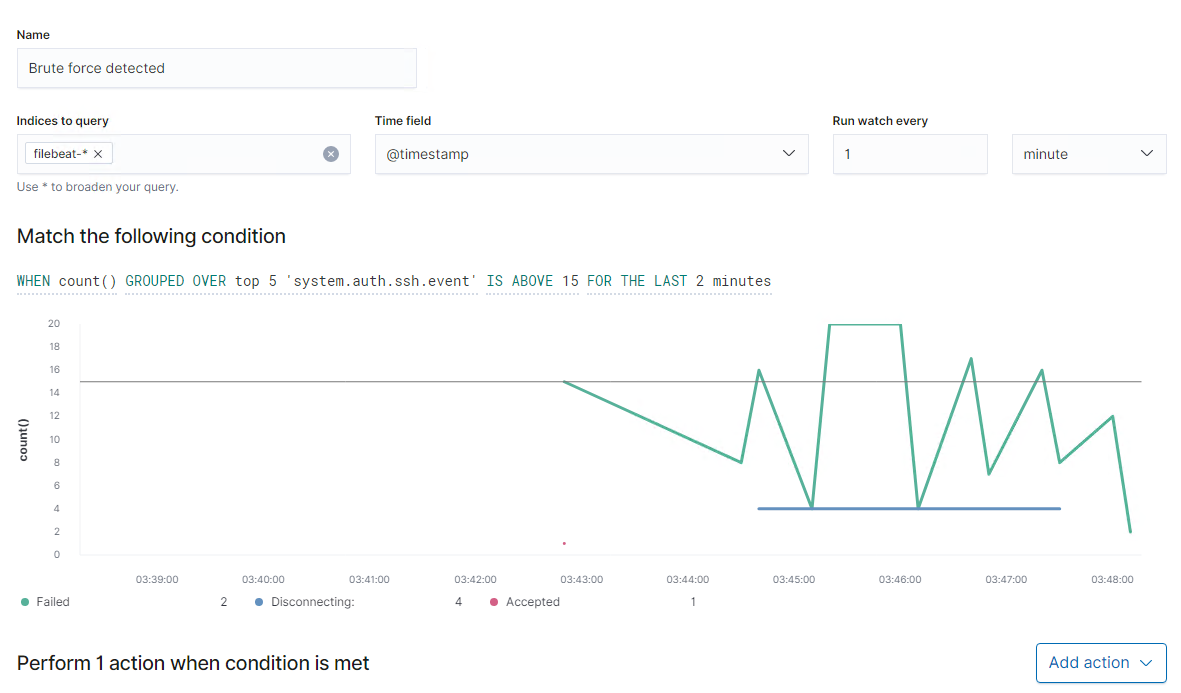 Name
Brute force detected
Indices to query Time field Run watch every
filebeat-* @timestamp 1 minute
Use * to broaden your query.
Match the following condition
WHEN count() GROUPED OVER top 5 'system.auth.ssh.event' IS ABOVE 15 FOR THE LAST 2 minutes
20
18
16
14
12
10
8
6
4
2
0
count()
03:39:00 03:40:00 03:41:00 03:42:00 03:43:00 03:44:00 03:45:00 03:46:00 03:47:00 03:48:00
Failed 2 Disconnecting: 4 Accepted 1
Perform 1 action when condition is met Add action